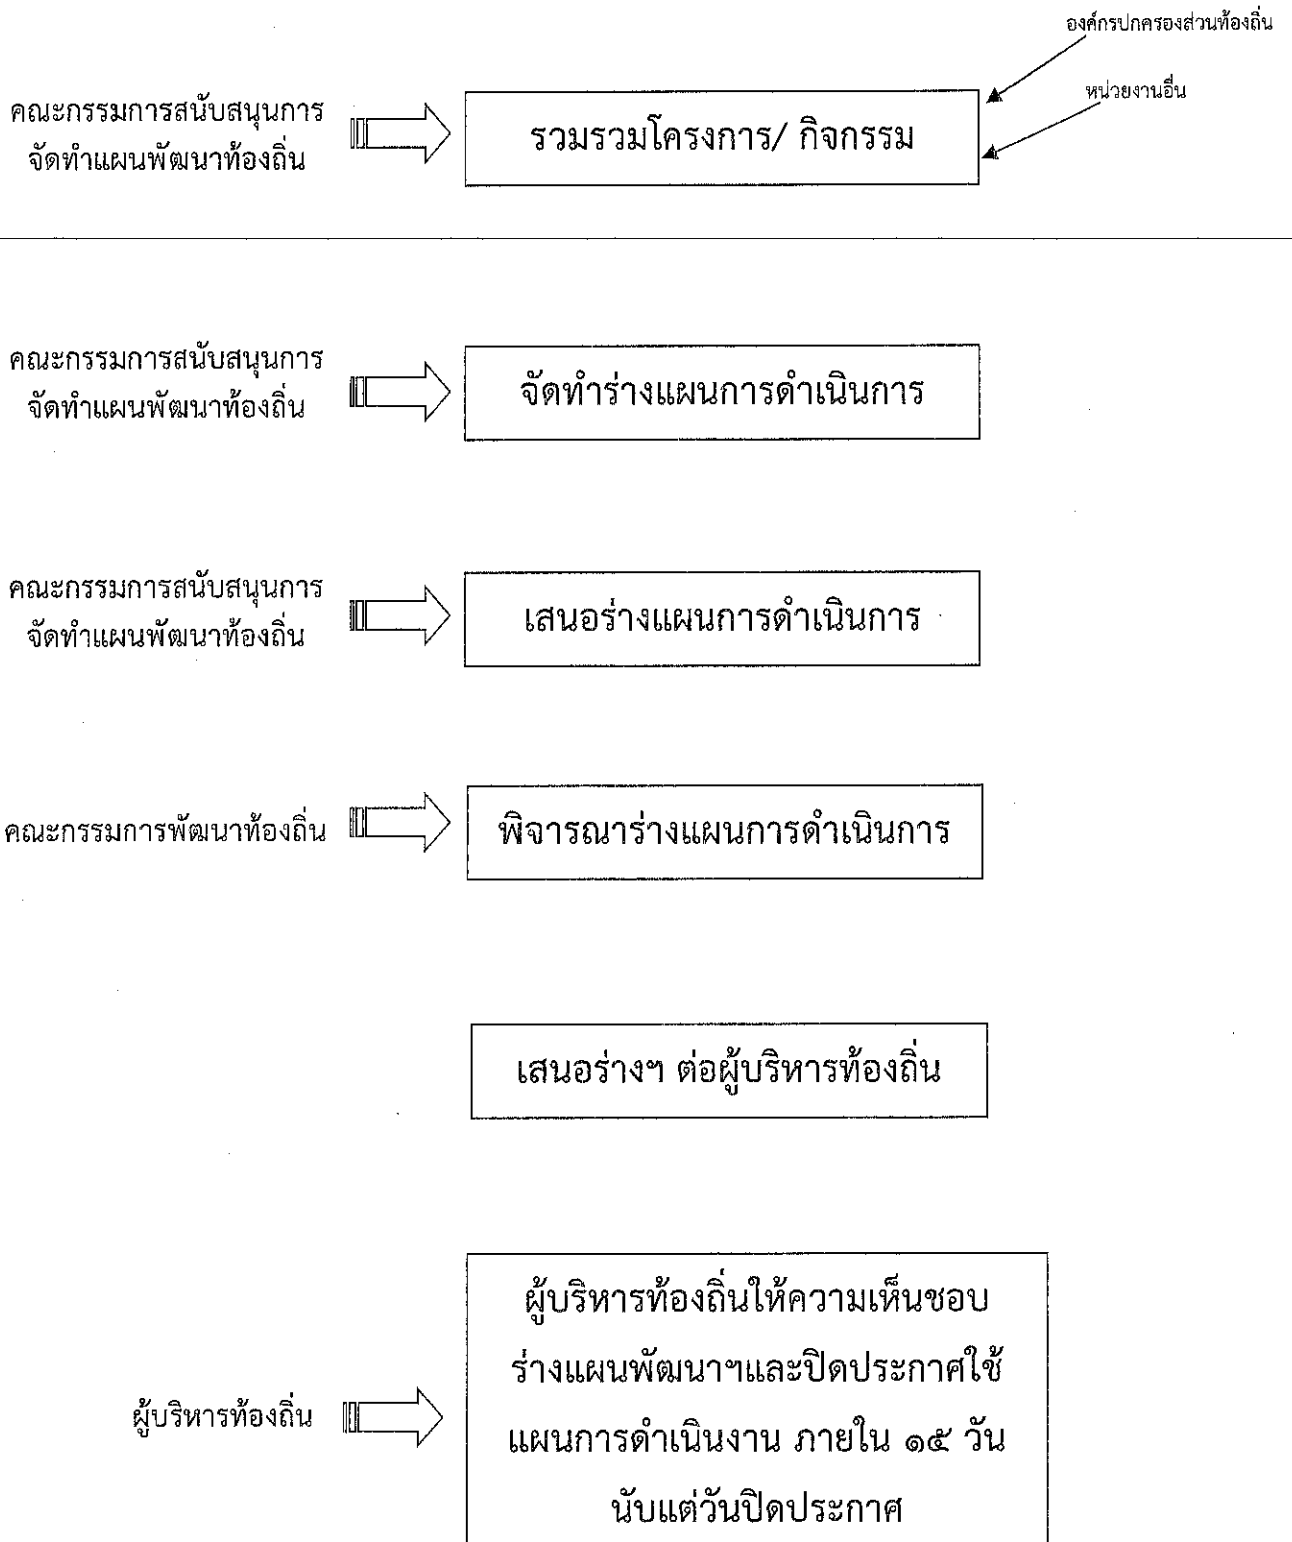 องค์กรปกครองส่วนท้องถิ่น
หน่วยงานอื่น
คณะกรรมการสนับสนุนการ
จัดทำแผนพัฒนาท้องถิ่น
รวมรวมโครงการ/ กิจกรรม
คณะกรรมการสนับสนุนการ
จัดทำแผนพัฒนาท้องถิ่น
จัดทำร่างแผนการดำเนินการ
คณะกรรมการสนับสนุนการ
จัดทำแผนพัฒนาท้องถิ่น
เสนอร่างแผนการดำเนินการ
คณะกรรมการพัฒนาท้องถิ่น
พิจารณาร่างแผนการดำเนินการ
เสนอร่างฯ ต่อผู้บริหารท้องถิ่น
ผู้บริหารท้องถิ่น
ผู้บริหารท้องถิ่นให้ความเห็นชอบ
ร่างแผนพัฒนาฯและปิดประกาศใช้
แผนการดำเนินงาน ภายใน ๑๕ วัน
นับแต่วันปิดประกาศ